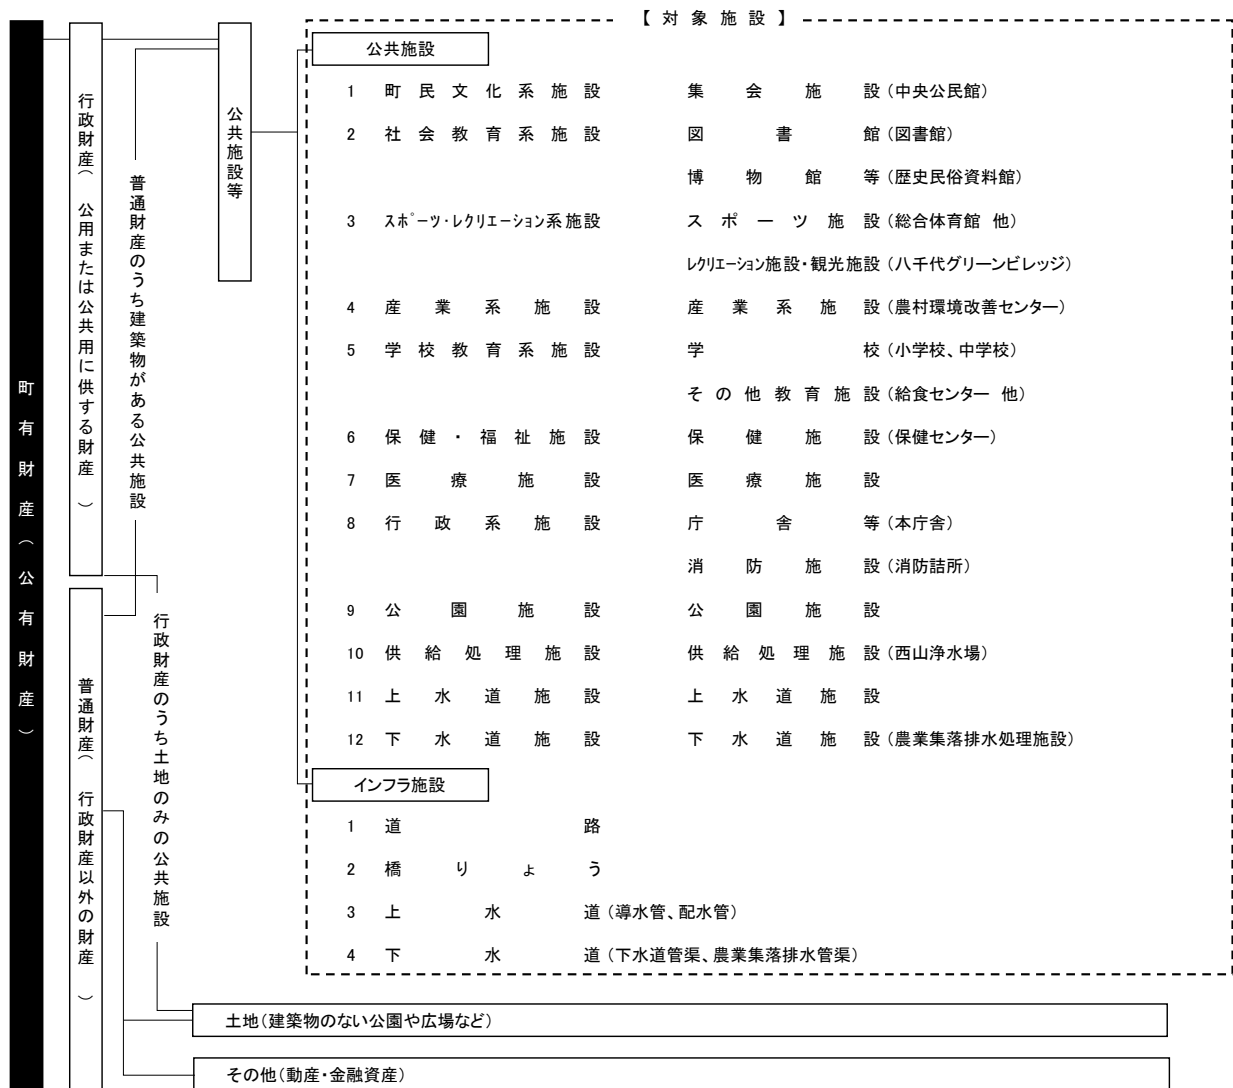 【対象施設】
町有財産（公有財産）
行政財産（公用または公共用に供する財産）
普通財産（行政財産以外の財産）
普通財産のうち建築物がある公共施設
行政財産のうち土地のみの公共施設
公共施設等
公共施設
1 町民文化系施設 集会施設(中央公民館)
2 社会教育系施設 図書館(図書館)
博物館等(歴史民俗資料館)
3 ｽﾎﾟｰﾂ・ﾚｸﾘｴｰｼｮﾝ系施設 スポーツ施設(総合体育館 他)
ﾚｸﾘｴｰｼｮﾝ施設・観光施設(八千代グリーンビレッジ)
4 産業系施設 産業系施設(農村環境改善センター)
5 学校教育系施設 学校(小学校、中学校)
その他教育施設(給食センター 他)
6 保健・福祉施設 保健施設(保健センター)
7 医療施設 医療施設
8 行政系施設 庁舎等(本庁舎)
消防施設(消防詰所)
9 公園施設 公園施設
10 供給処理施設 供給処理施設(西山浄水場)
11 上水道施設 上水道施設
12 下水道施設 下水道施設(農業集落排水処理施設)
インフラ施設
1 道路
2 橋りょう
3 上水道(導水管、配水管)
4 下水道(下水道管渠、農業集落排水管渠)
土地(建築物のない公園や広場など)
その他(動産・金融資産)